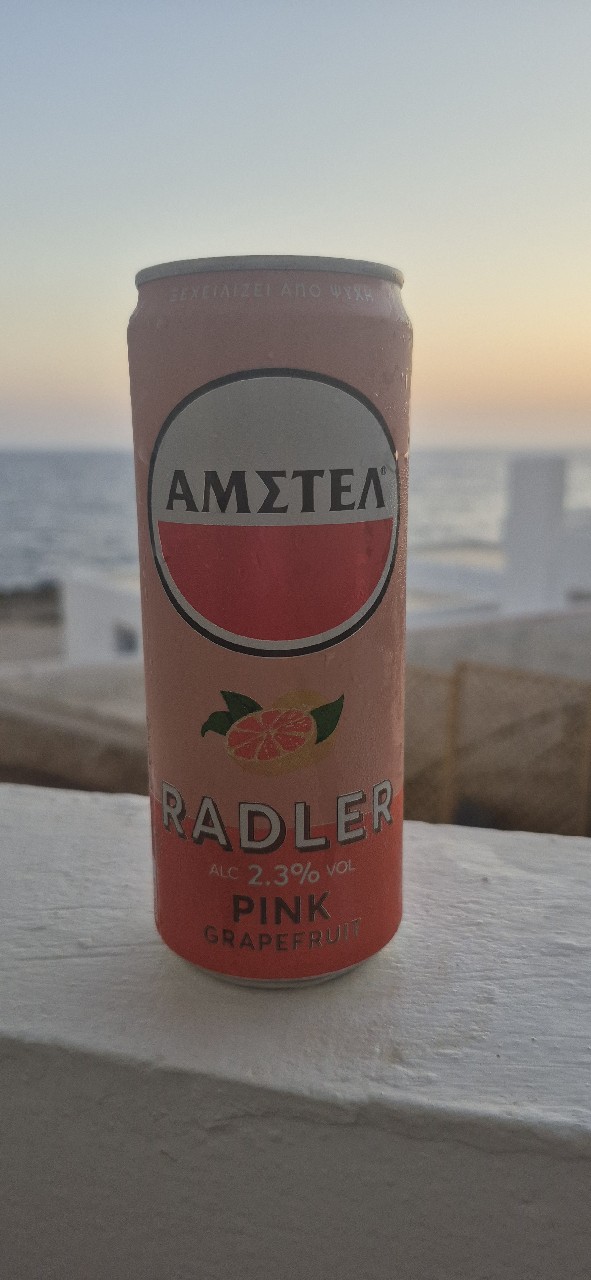 ΞΕΧΕΙΛΙΖΕΙ ΑΠΟ ΨΥΧΗ
ΑΜΣΤΕΛ
RADLER
ALC 2.3% VOL
PINK
GRAPEFRUIT